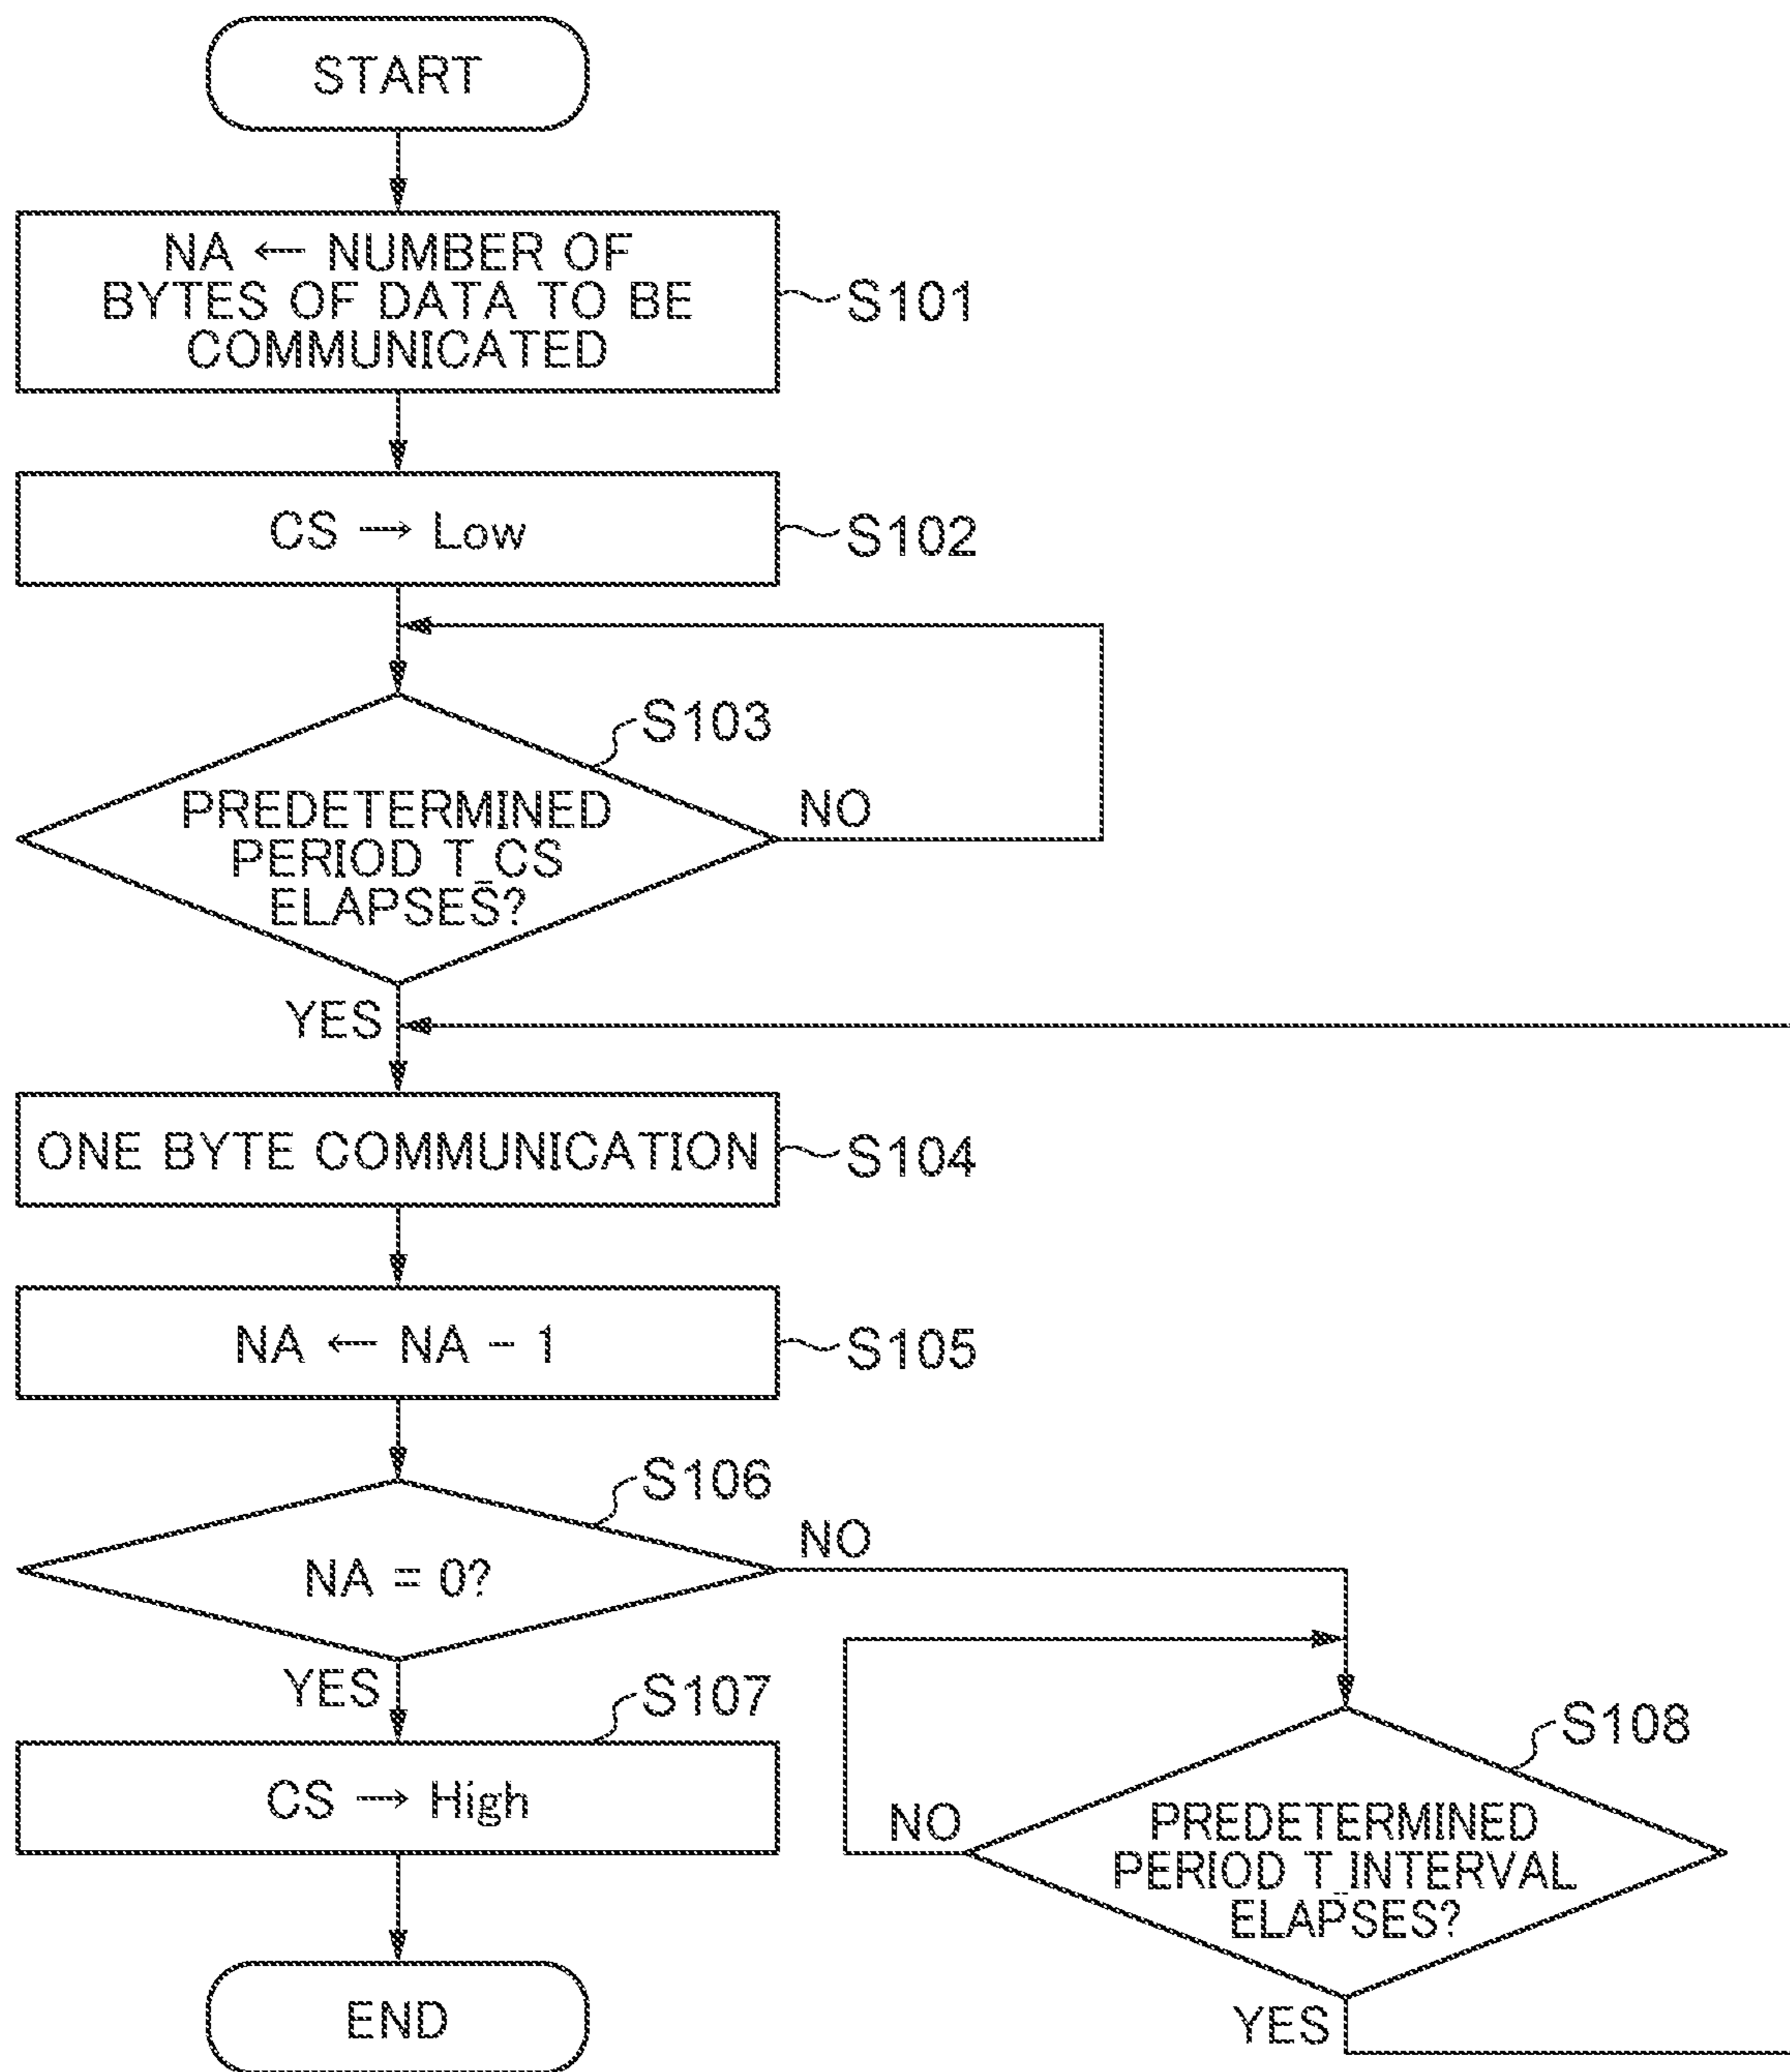 START
NA ← NUMBER OF
BYTES OF DATA TO BE
COMMUNICATED
S101
CS → Low
S102
S103
PREDETERMINED
PERIOD T_CS
ELAPSES?
NO
YES
ONE BYTE COMMUNICATION
S104
NA ← NA - 1
S105
S106
NA = 0?
NO
YES
S107
CS → High
S108
PREDETERMINED
PERIOD T_INTERVAL
ELAPSES?
NO
YES
END